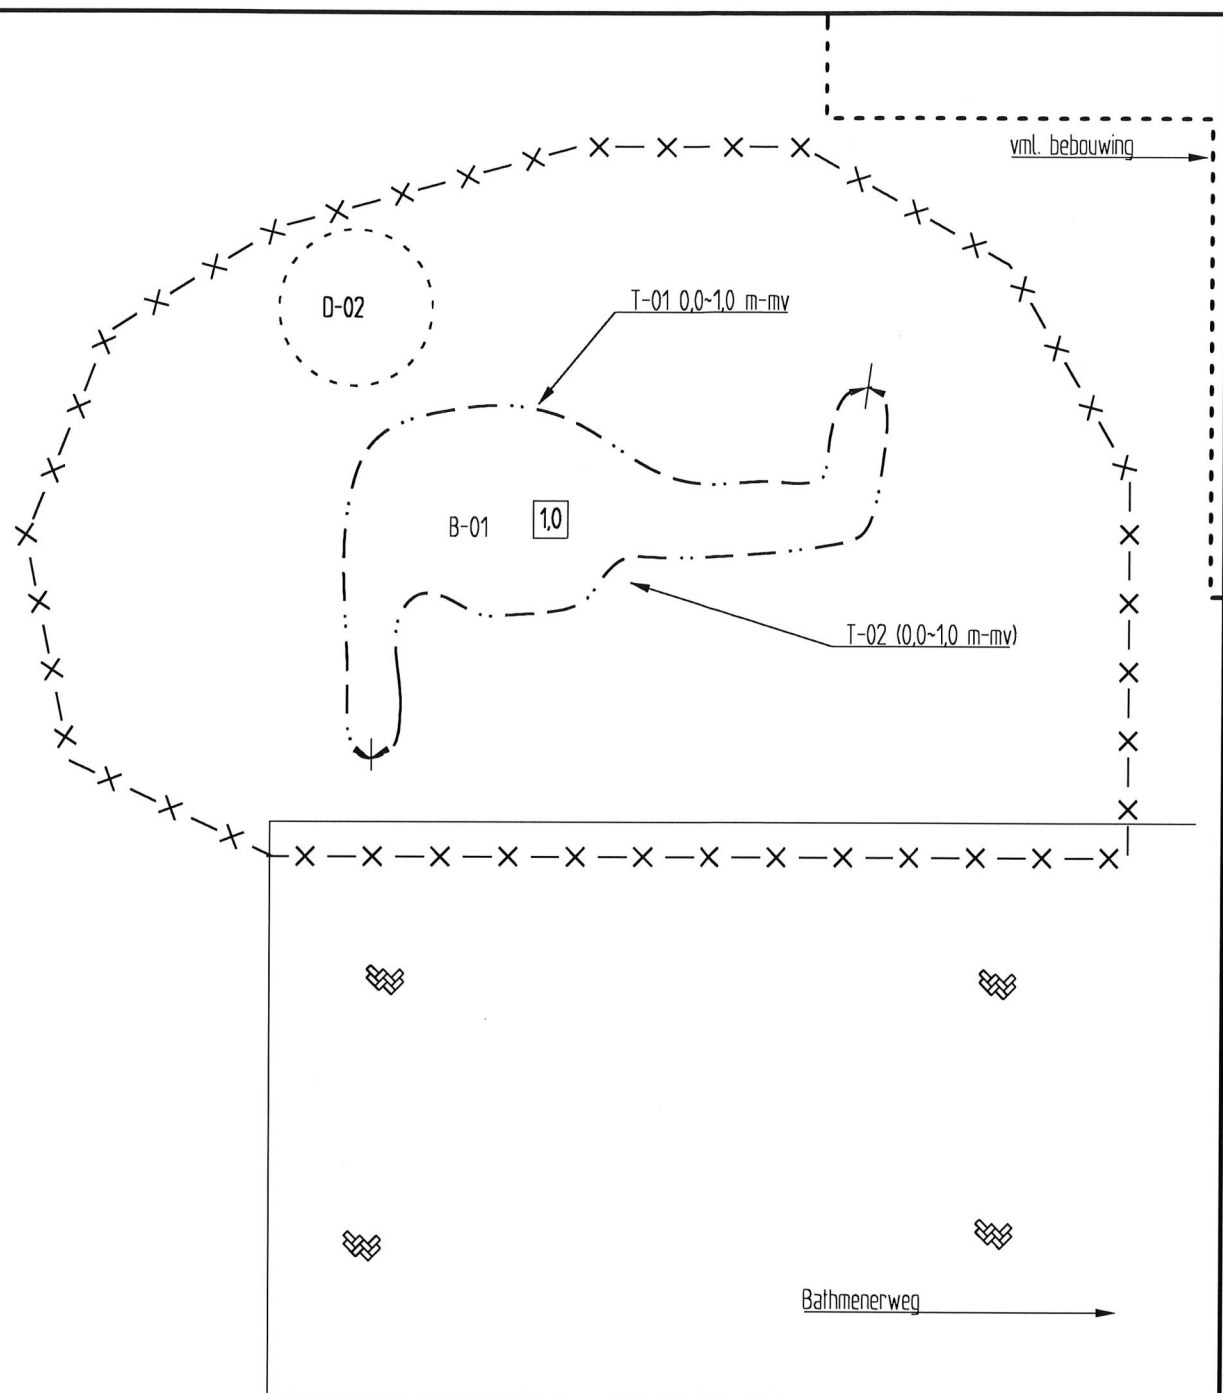 vml. bebouwing
D-02
T-01 0,0~1,0 m-mv
B-01
1,0
T-02 (0,0~1,0 m-mv)
Bathmenerweg